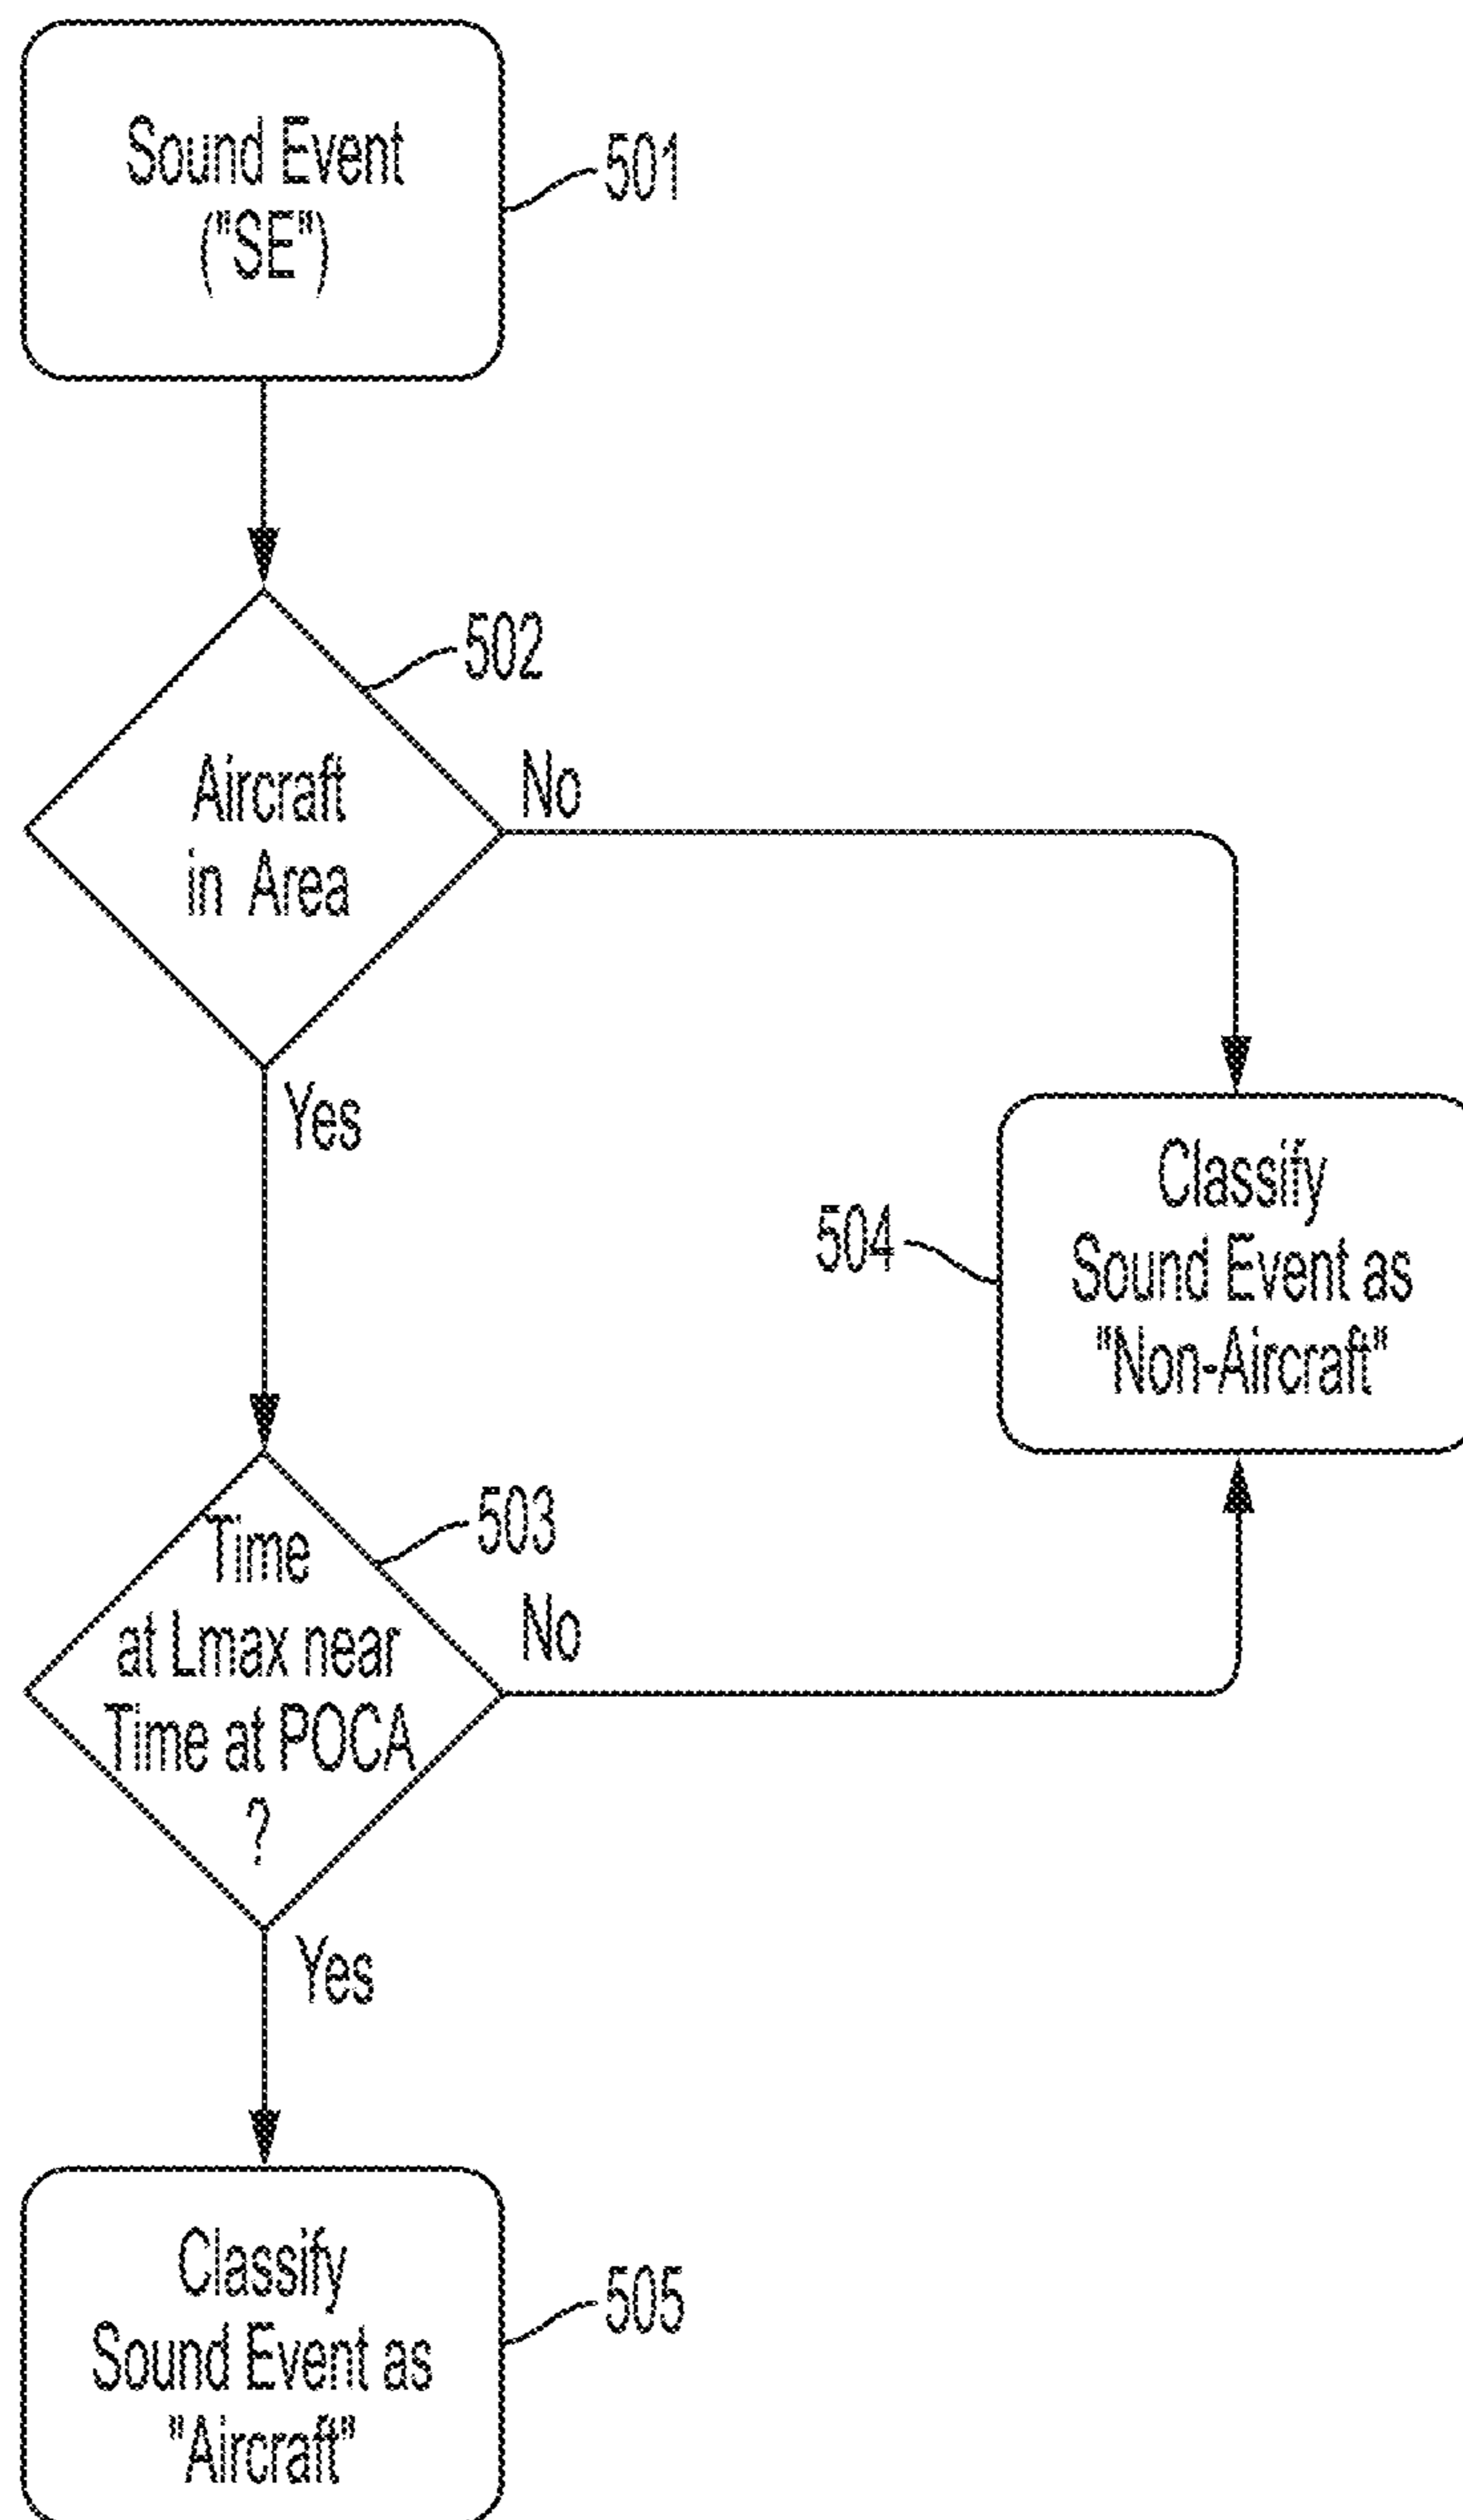 Sound Event
("SE")
501
502
Aircraft
in Area
No
Yes
504
Classify
Sound Event as
"Non-Aircraft"
503
Time
at Lmax near
Time at POCA
?
No
Yes
Classify
Sound Event as
"Aircraft"
505